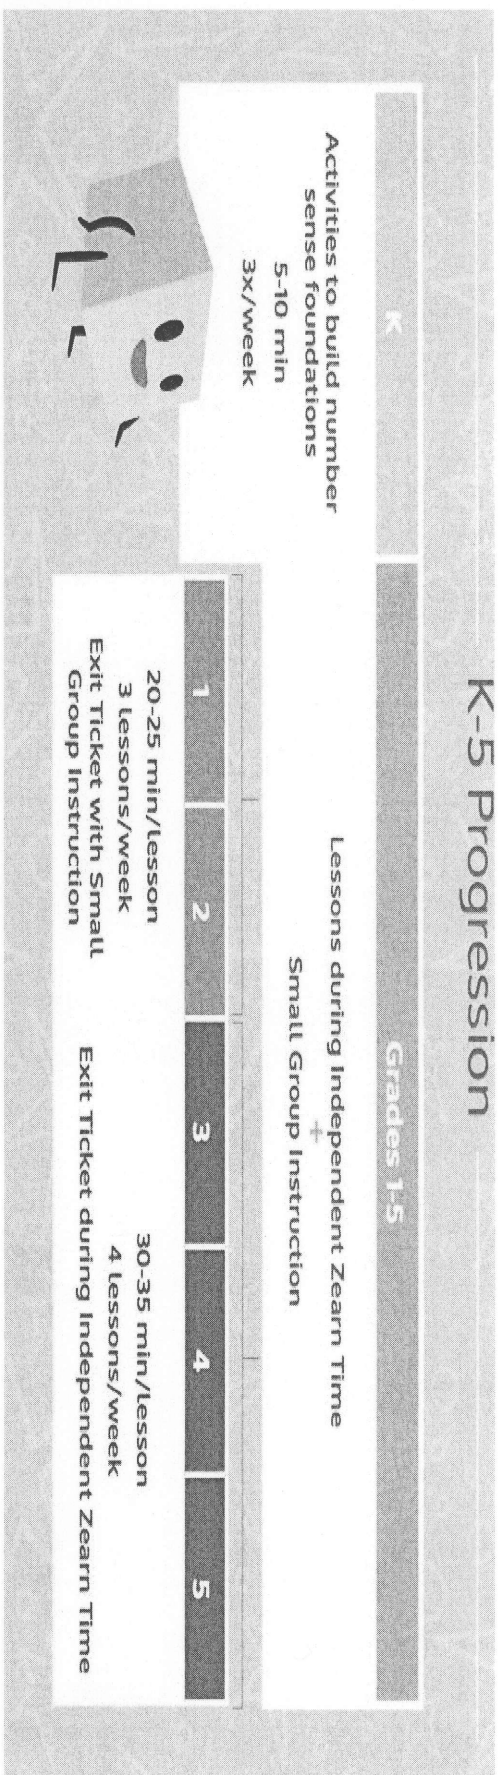 K-5 Progression
K
Activities to build number
sense foundations
5-10 min
3x/week
Grades 1-5
Lessons during Independent Zearn Time
+
Small Group Instruction
1
2
20-25 min/lesson
3 lessons/week
Exit Ticket with Small
Group Instruction
3
4
5
30-35 min/lesson
4 lessons/week
Exit Ticket during Independent Zearn Time